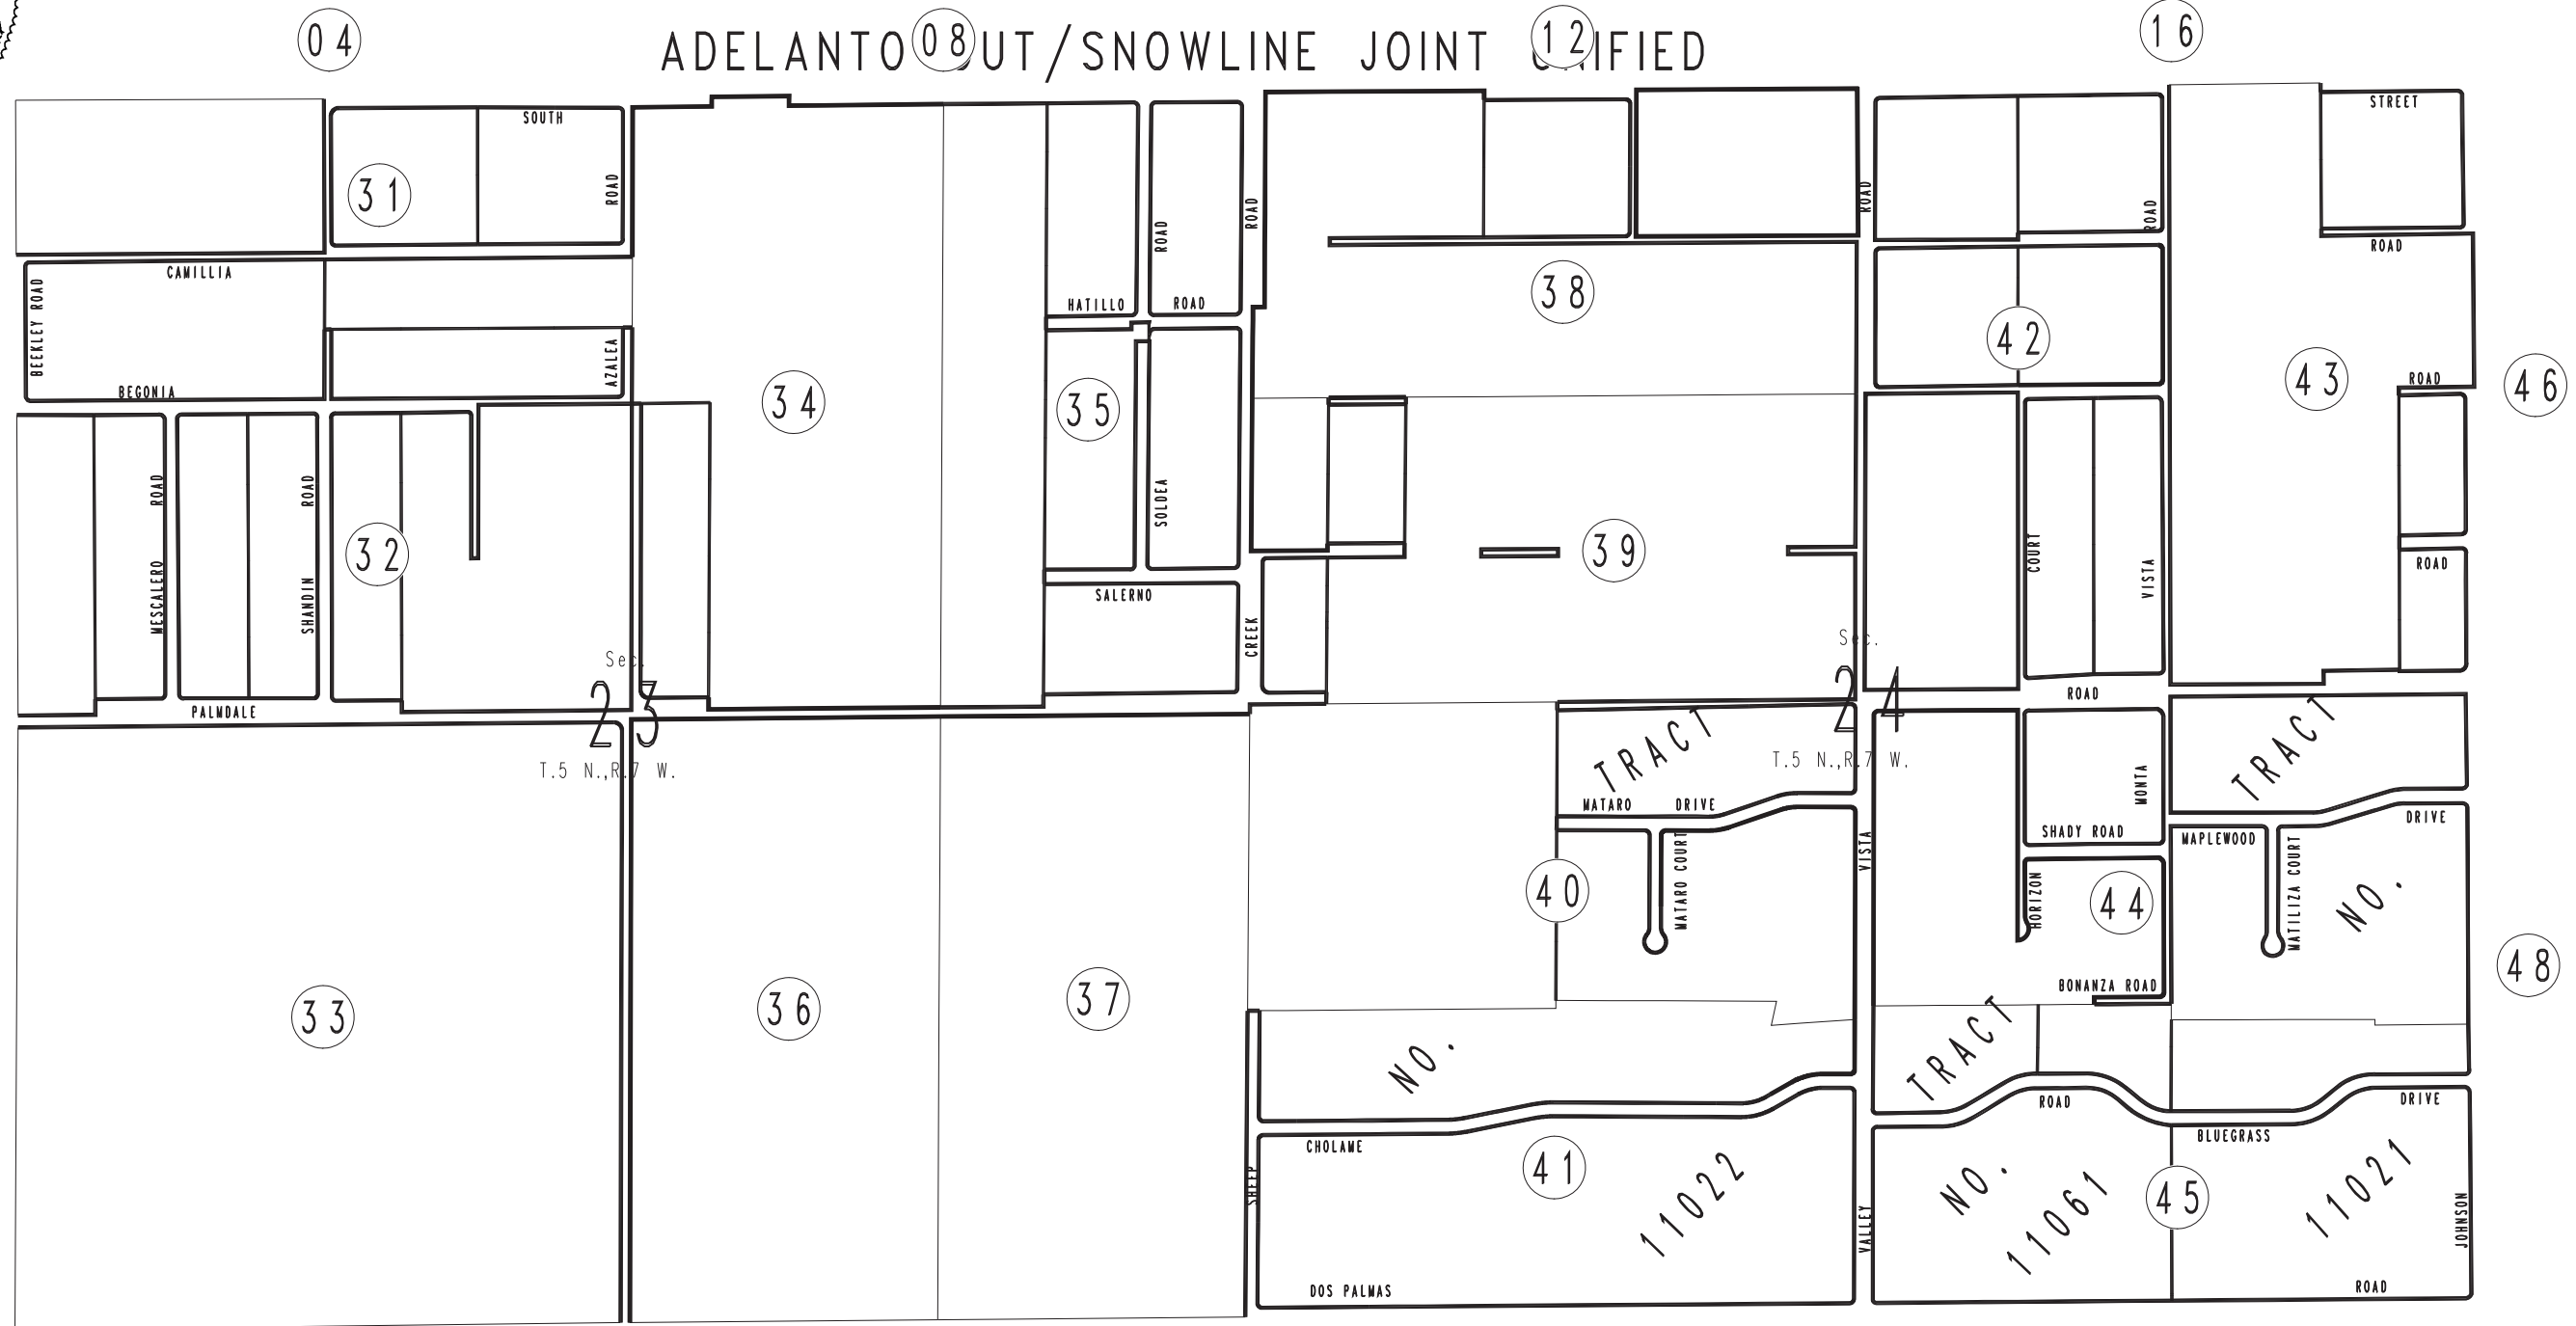 04
08
12
16
ADELANTO OUT/SNOWLINE JOINT UNIFIED
SOUTH
STREET
31
ROAD
ROAD
ROAD
ROAD
ROAD
ROAD
ROAD
CAMILLIA
BEEKLEY ROAD
HATILLO
ROAD
38
42
43
46
AZALEA
BEGONIA
34
35
ROAD
ROAD
ROAD
SOLDEA
32
39
MESCALERO
SHANDIN
COURT
VISTA
ROAD
SALERNO
CREEK
Sec.
23
T.5 N.,R.7 W.
Sec.
24
T.5 N.,R.7 W.
PALMDALE
ROAD
TRACT
TRACT
MATARO DRIVE
MONTA
SHADY ROAD
MAPLEWOOD
DRIVE
VISTA
MATARO COURT
HORIZON
MATILIZA COURT
40
44
NO.
48
BONANZA ROAD
33
36
37
NO.
TRACT
ROAD
DRIVE
CHOLAME
BLUEGRASS
SHEEP
41
11022
VALLEY
NO.
11061
45
11021
JOHNSON
DOS PALMAS
ROAD